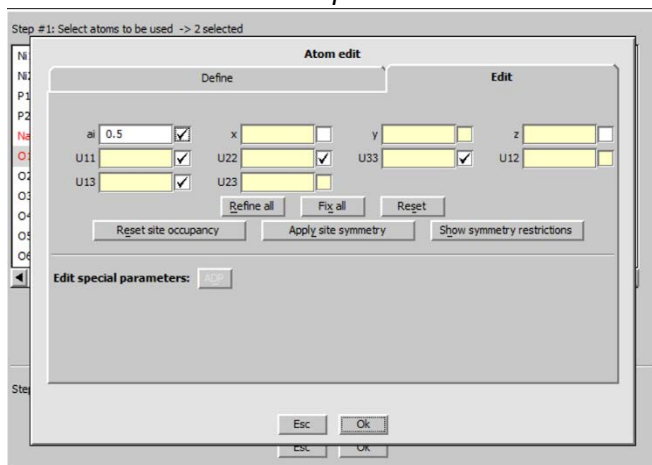 Step #1: Select atoms to be used -> 2 selected
Atom edit
Define
Edit
Ni
Ni2
P1
P2
Na
O1
O2
O3
O4
O5
O6
ai 0.5 x y z
U11 U22 U33 U12
U13 U23
Refine all Fix all Reset
Reset site occupancy Apply site symmetry Show symmetry restrictions
Edit special parameters: ADP
Step
Esc Ok
Esc Ok